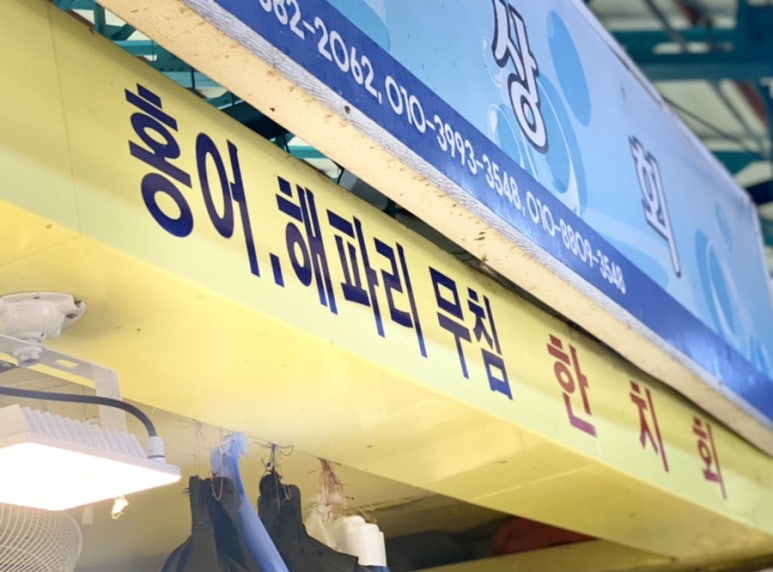 상 회
662-2062, 010-3993-3548, 010-8809-3548
홍어.해파리 무침 한 치 회